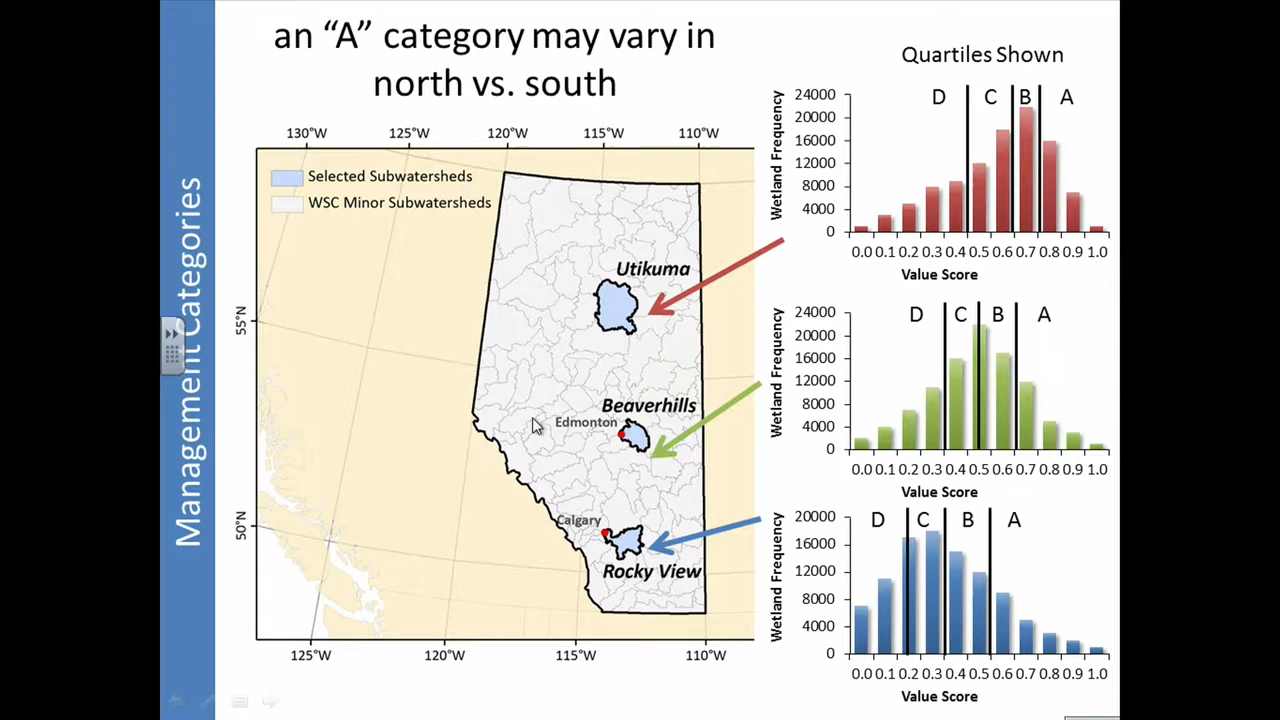 an “A” category may vary in
north vs. south
Management Categories
130°W 125°W 120°W 115°W 110°W
Selected Subwatersheds
WSC Minor Subwatersheds
Utikuma
55°N
Beaverhills
Edmonton
50°N
Calgary
Rocky View
125°W 120°W 115°W 110°W
Quartiles Shown
Wetland Frequency
24000
20000
16000
12000
8000
4000
0
D C B A
0.0 0.1 0.2 0.3 0.4 0.5 0.6 0.7 0.8 0.9 1.0
Value Score
Wetland Frequency
24000
20000
16000
12000
8000
4000
0
D C B A
0.0 0.1 0.2 0.3 0.4 0.5 0.6 0.7 0.8 0.9 1.0
Value Score
Wetland Frequency
20000
16000
12000
8000
4000
0
D C B A
0.0 0.1 0.2 0.3 0.4 0.5 0.6 0.7 0.8 0.9 1.0
Value Score